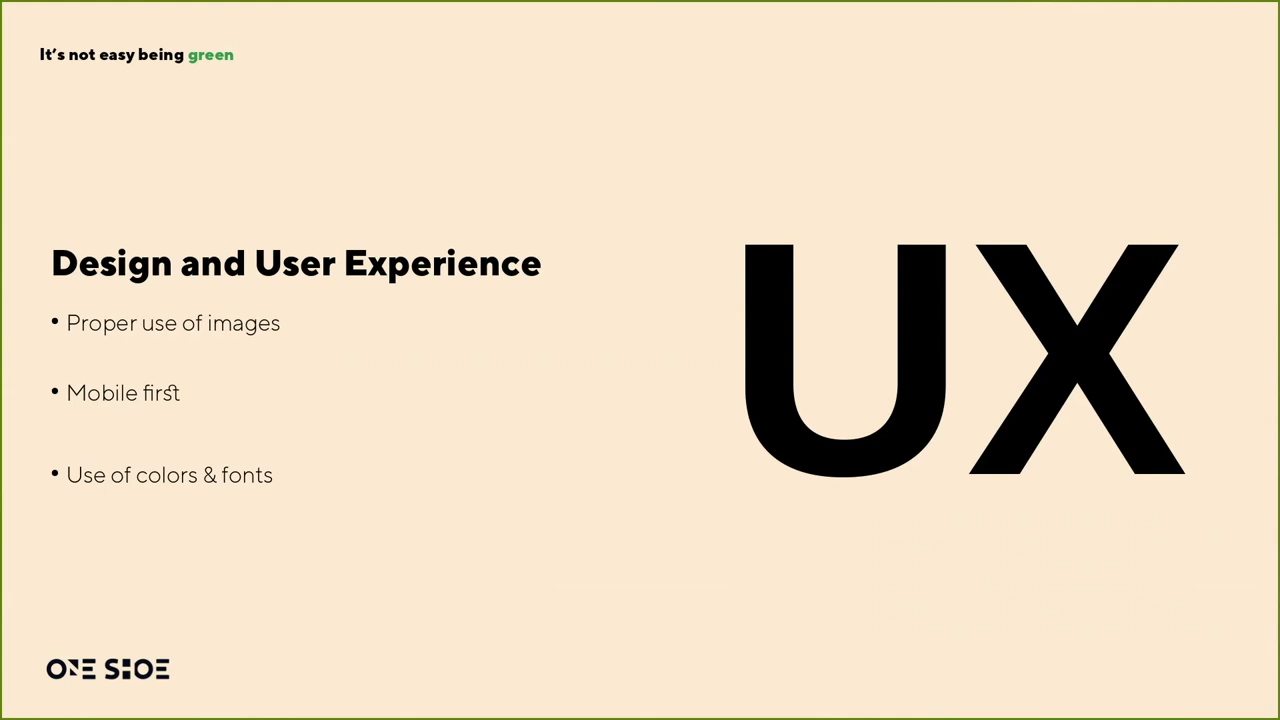 It's not easy being green
Design and User Experience
• Proper use of images
• Mobile first
• Use of colors & fonts
UX
ONE SHOE